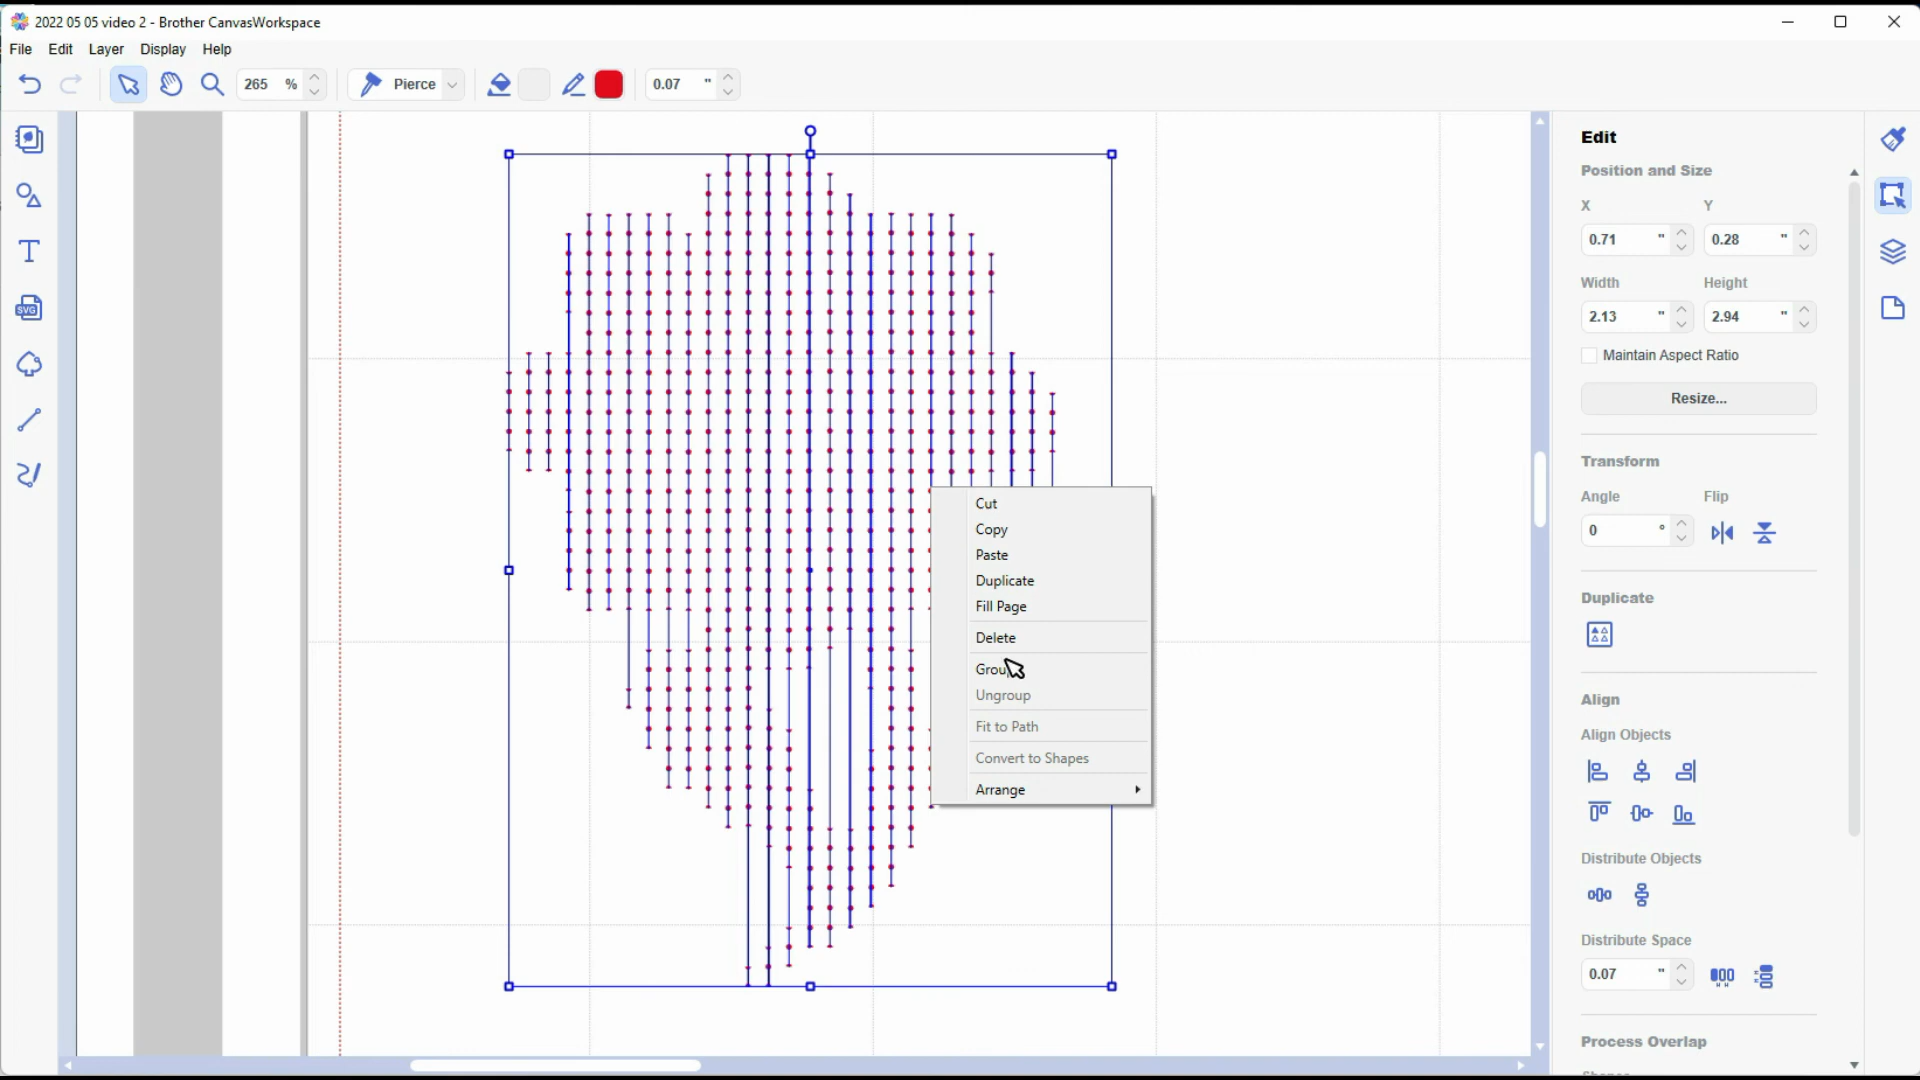 2022 05 05 video 2 - Brother CanvasWorkspace
File Edit Layer Display Help
265 % Pierce 0.07 "
Edit
Position and Size
X Y
0.71 " 0.28 "
Width Height
2.13 " 2.94 "
Maintain Aspect Ratio
Resize...
Transform
Angle Flip
0 °
Duplicate
Align
Align Objects
Distribute Objects
Distribute Space
0.07 "
Process Overlap
SVG
Cut
Copy
Paste
Duplicate
Fill Page
Delete
Ungroup
Fit to Path
Convert to Shapes
Arrange